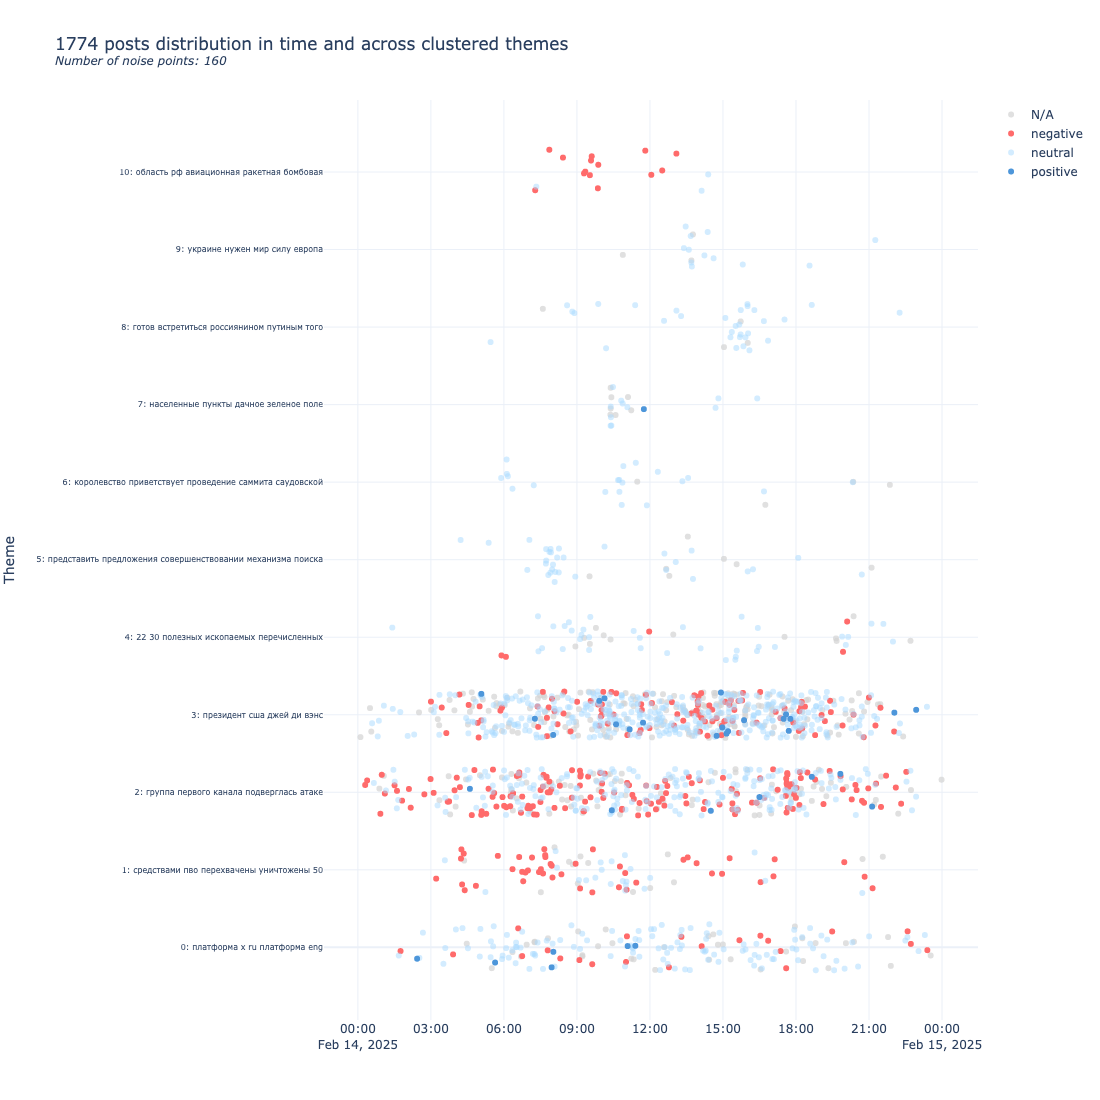 1774 posts distribution in time and across clustered themes
Number of noise points: 160
N/A
negative
neutral
positive
Theme
10: область рф авиационная ракетная бомбовая
9: украине нужен мир силу европа
8: готов встретиться россиянином путиным того
7: населенные пункты дачное зеленое поле
6: королевство приветствует проведение саммита саудовской
5: представить предложения совершенствовании механизма поиска
4: 22 30 полезных ископаемых перечисленных
3: президент сша джей ди вэнс
2: группа первого канала подверглась атаке
1: средствами пво перехвачены уничтожены 50
0: платформа x ru платформа eng
00:00 03:00 06:00 09:00 12:00 15:00 18:00 21:00 00:00
Feb 14, 2025 Feb 15, 2025